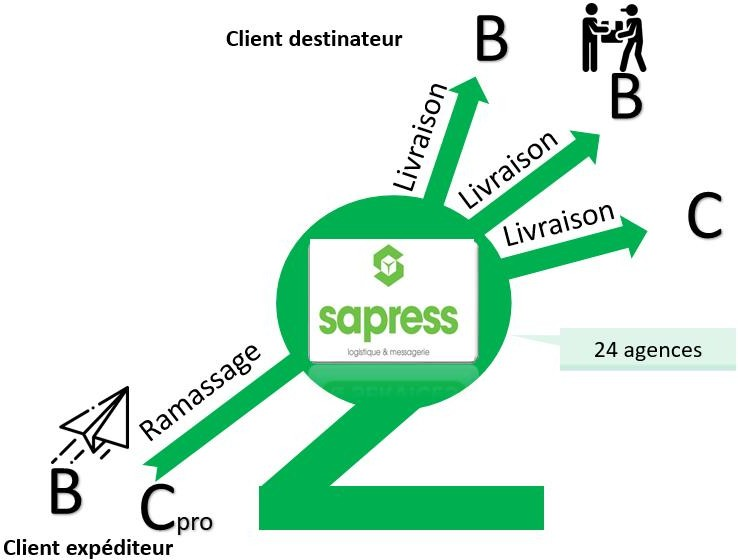 Client destinateur
B
B
Livraison
Livraison
Livraison
C
sapress
logistique & messagerie
24 agences
Ramassage
B
Cpro
Client expéditeur